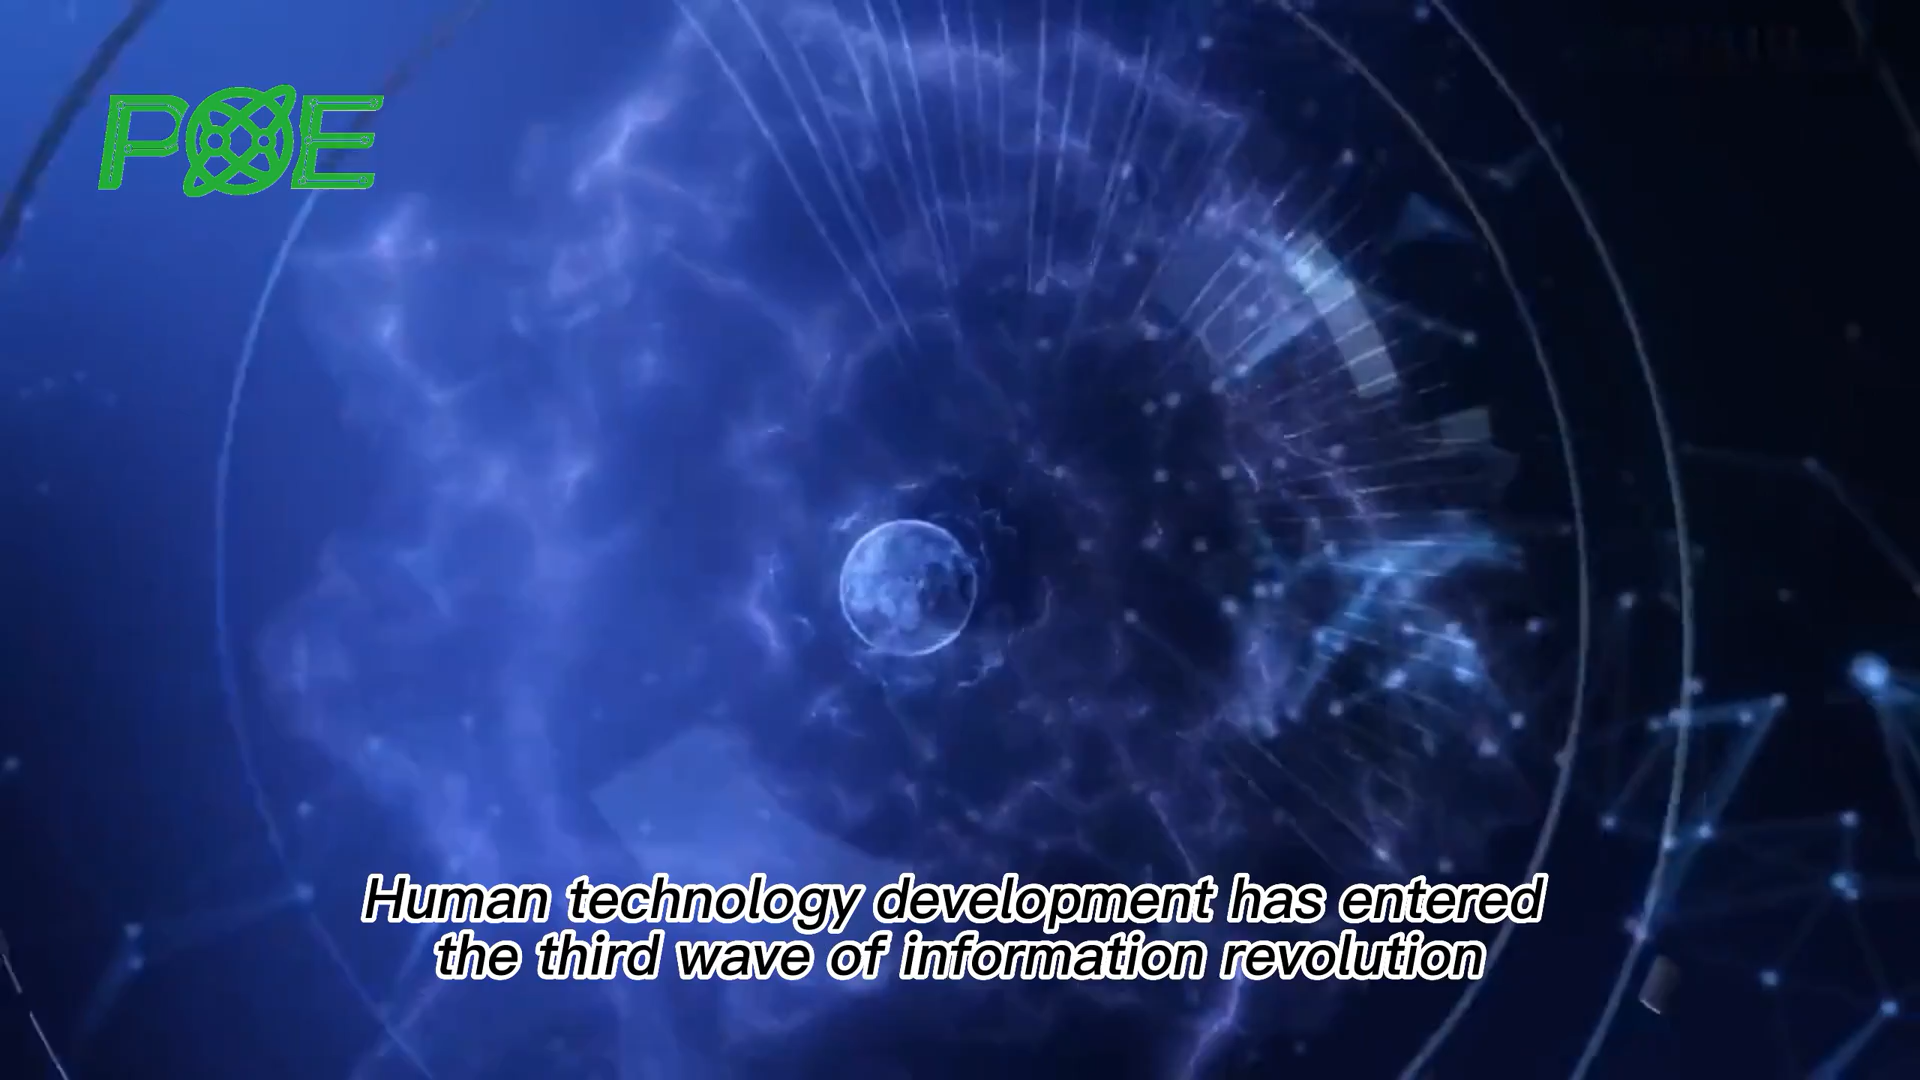 POE
Human technology development has entered
the third wave of information revolution